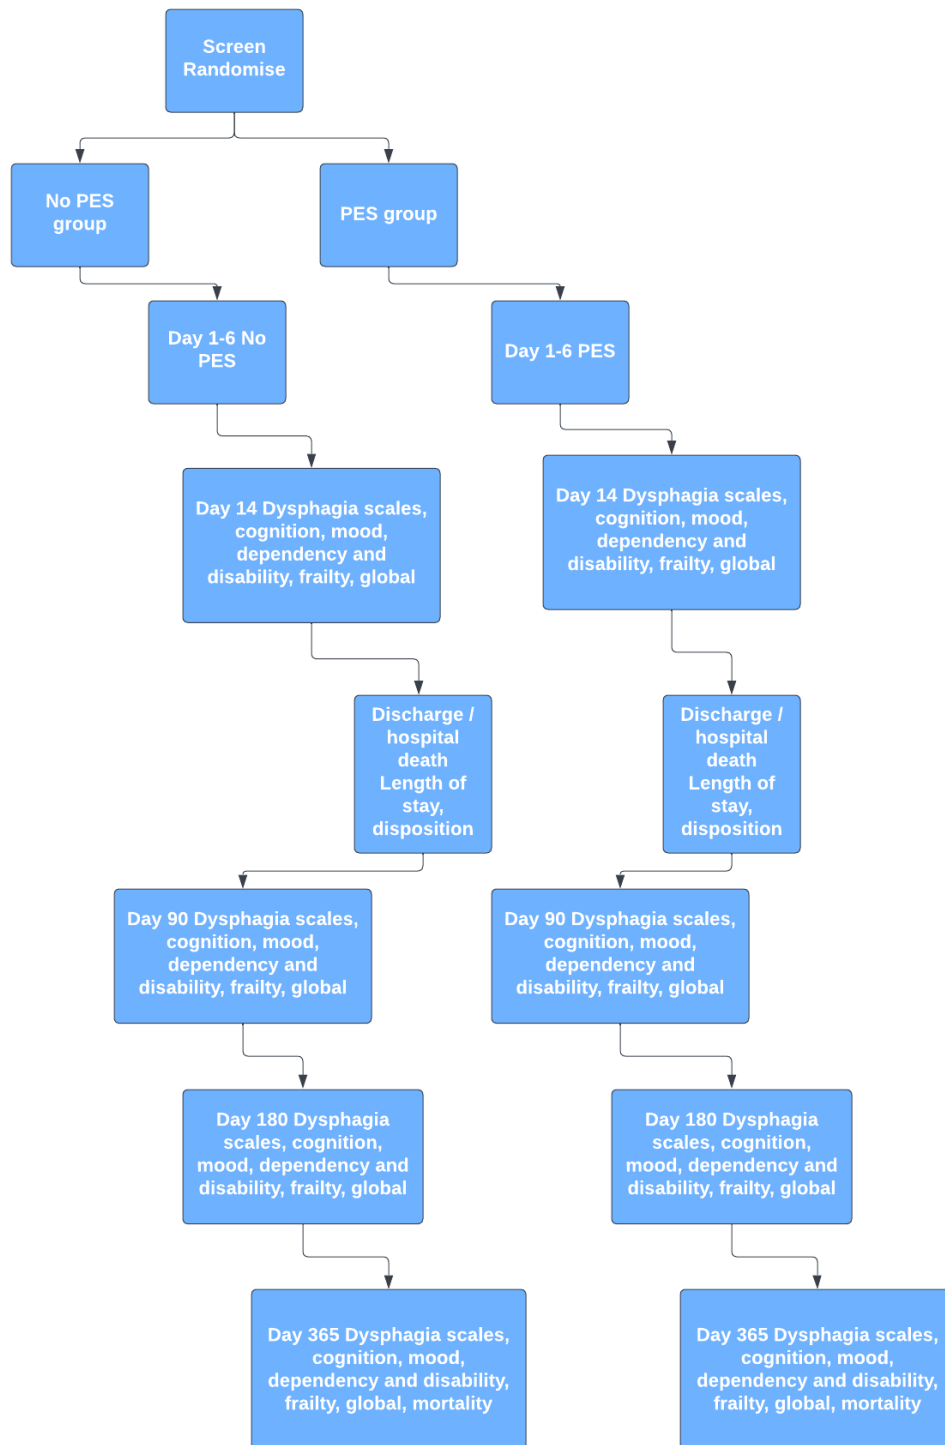 Screen
Randomise
No PES
group
PES group
Day 1-6 No
PES
Day 1-6 PES
Day 14 Dysphagia scales,
cognition, mood,
dependency and
disability, frailty, global
Day 14 Dysphagia scales,
cognition, mood,
dependency and
disability, frailty, global
Discharge /
hospital
death
Length of
stay,
disposition
Discharge /
hospital
death
Length of
stay,
disposition
Day 90 Dysphagia scales,
cognition, mood,
dependency and
disability, frailty, global
Day 90 Dysphagia scales,
cognition, mood,
dependency and
disability, frailty, global
Day 180 Dysphagia
scales, cognition,
mood, dependency and
disability, frailty, global
Day 180 Dysphagia
scales, cognition,
mood, dependency and
disability, frailty, global
Day 365 Dysphagia scales,
cognition, mood,
dependency and disability,
frailty, global, mortality
Day 365 Dysphagia scales,
cognition, mood,
dependency and disability,
frailty, global, mortality